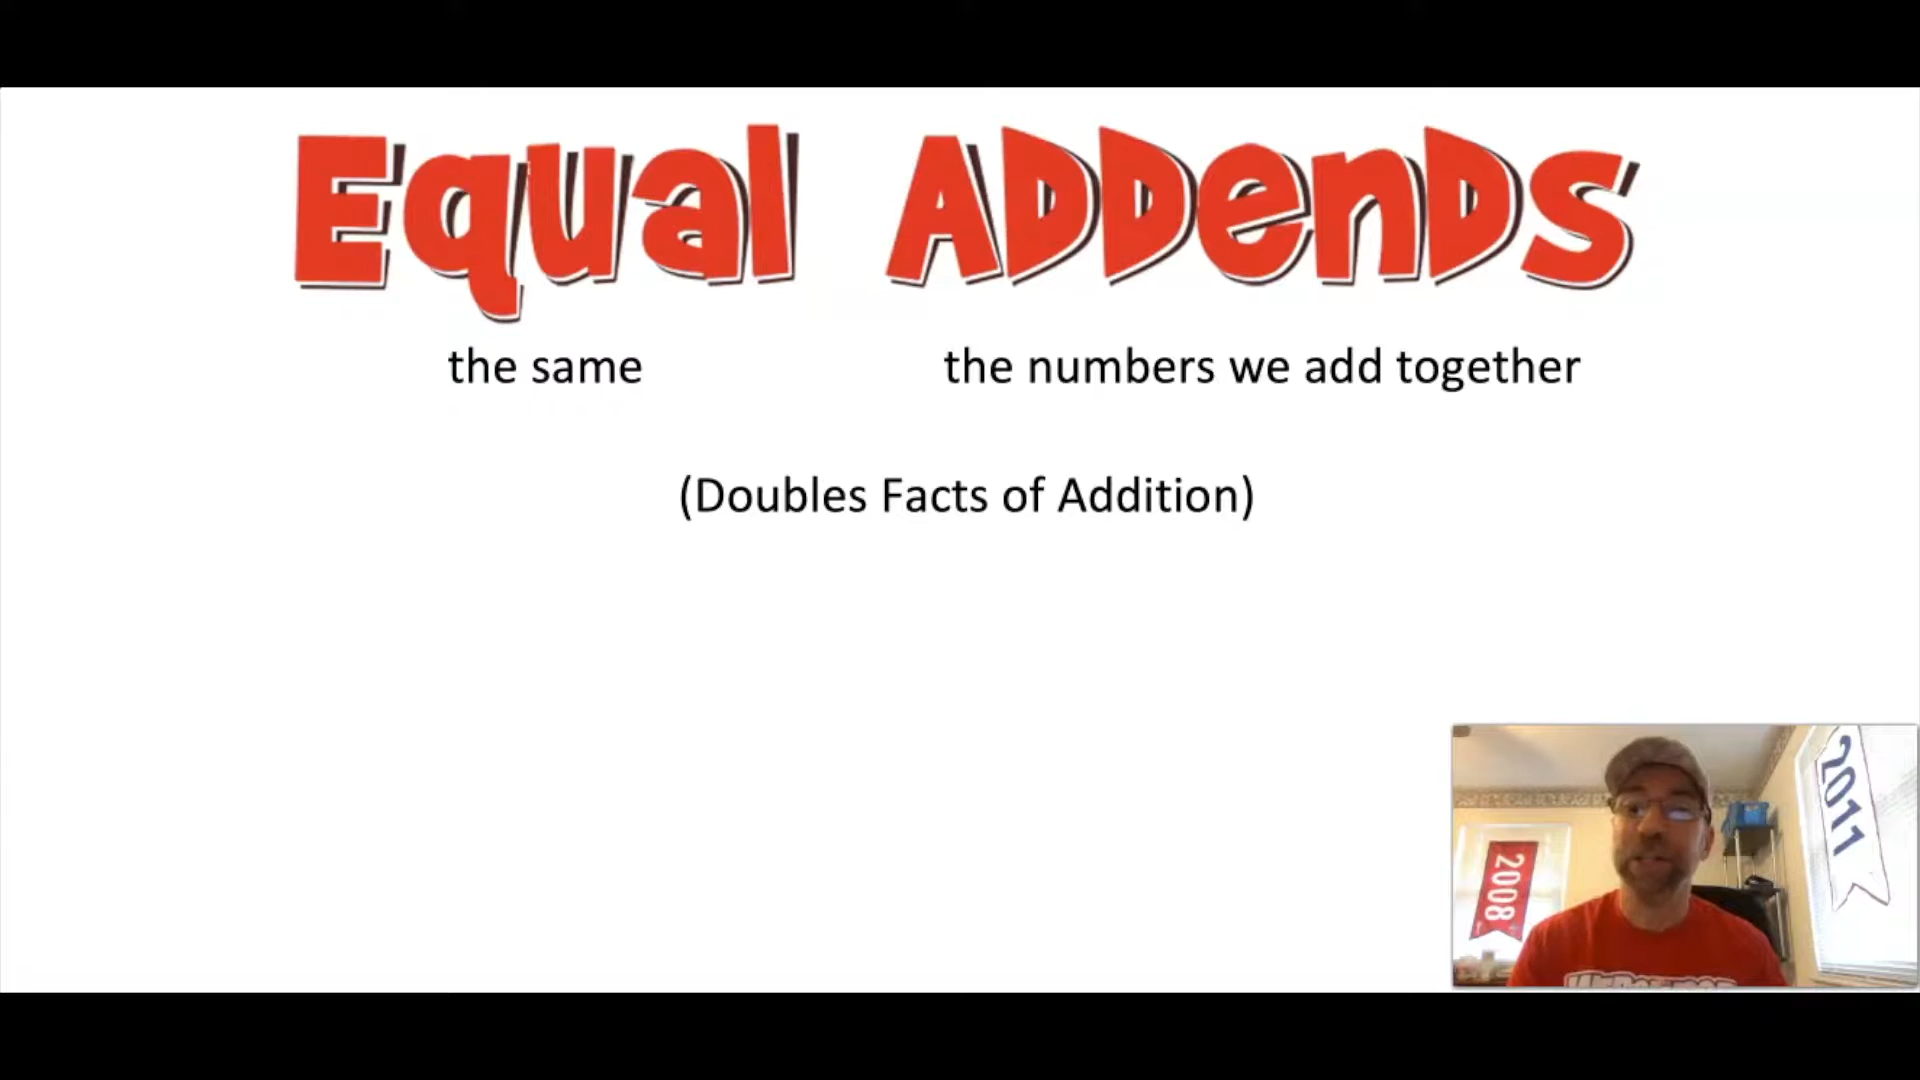 Equal Addends
the same the numbers we add together
(Doubles Facts of Addition)
2011
2008